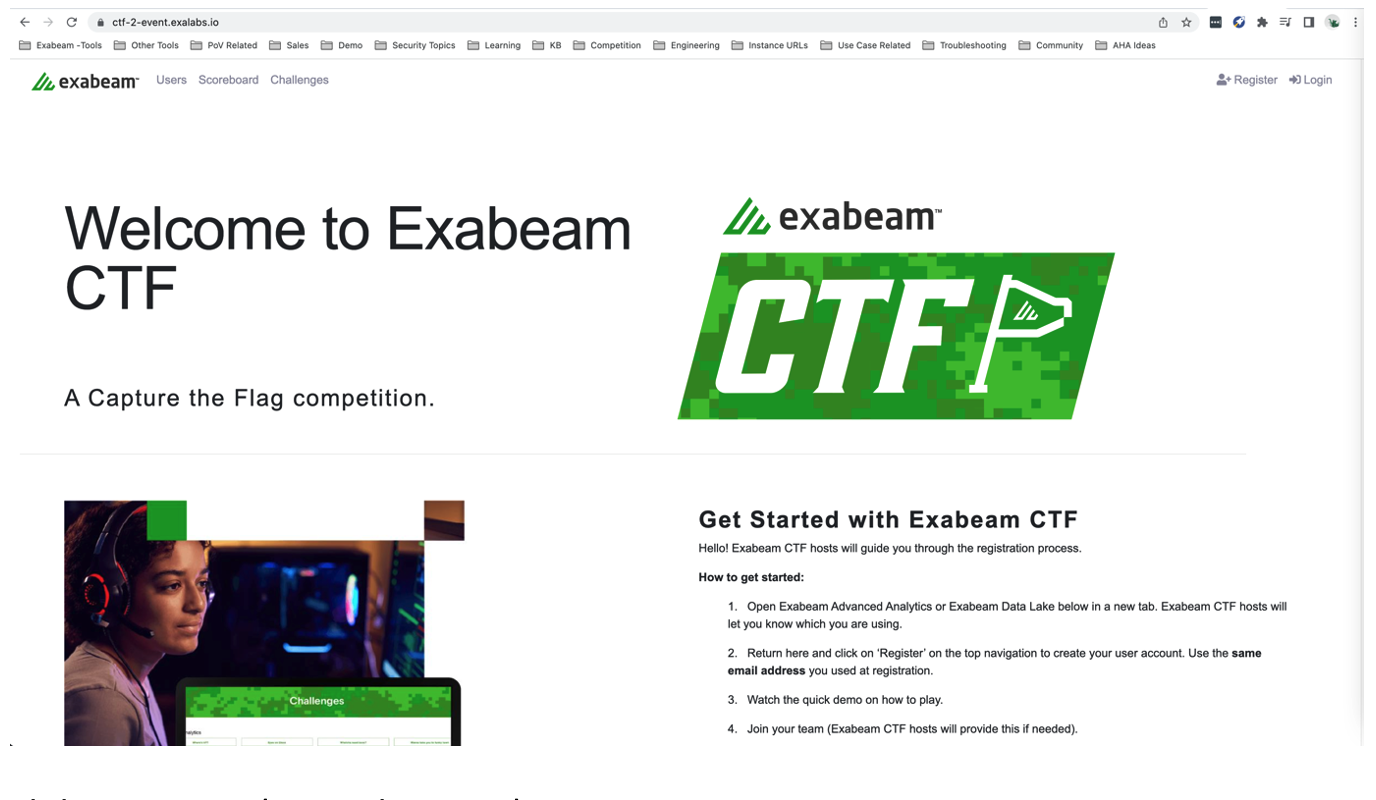 ctf-2-event.exalabs.io
Exabeam -Tools Other Tools PoV Related Sales Demo Security Topics Learning KB Competition Engineering Instance URLs Use Case Related Troubleshooting Community AHA Ideas
exabeam Users Scoreboard Challenges Register Login
Welcome to Exabeam
CTF
A Capture the Flag competition.
exabeam™
CTF
Challenges
Get Started with Exabeam CTF
Hello! Exabeam CTF hosts will guide you through the registration process.
How to get started:
1. Open Exabeam Advanced Analytics or Exabeam Data Lake below in a new tab. Exabeam CTF hosts will
let you know which you are using.
2. Return here and click on ‘Register’ on the top navigation to create your user account. Use the same
email address you used at registration.
3. Watch the quick demo on how to play.
4. Join your team (Exabeam CTF hosts will provide this if needed).